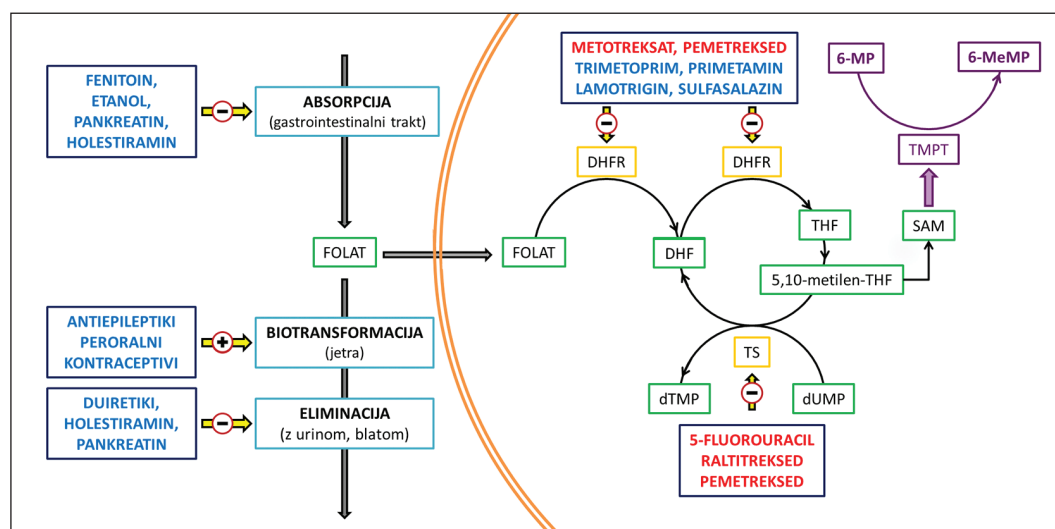 FENITOIN,
ETANOL,
PANKREATIN,
HOLESTIRAMIN
−
ABSORPCIJA
(gastrointestinalni trakt)
FOLAT
ANTIEPILEPTIKI
PERORALNI
KONTRACEPTIVI
+
BIOTRANSFORMACIJA
(jetra)
DUIRETIKI,
HOLESTIRAMIN,
PANKREATIN
−
ELIMINACIJA
(z urinom, blatom)
METOTREKSAT, PEMETREKSED
TRIMETOPRIM, PRIMETAMIN
LAMOTRIGIN, SULFASALAZIN
− −
DHFR DHFR
FOLAT
DHF
THF
5,10-metilen-THF
SAM
TMPT
6-MP 6-MeMP
TS
dTMP dUMP
−
5-FLUOROURACIL
RALTITREKSED
PEMETREKSED